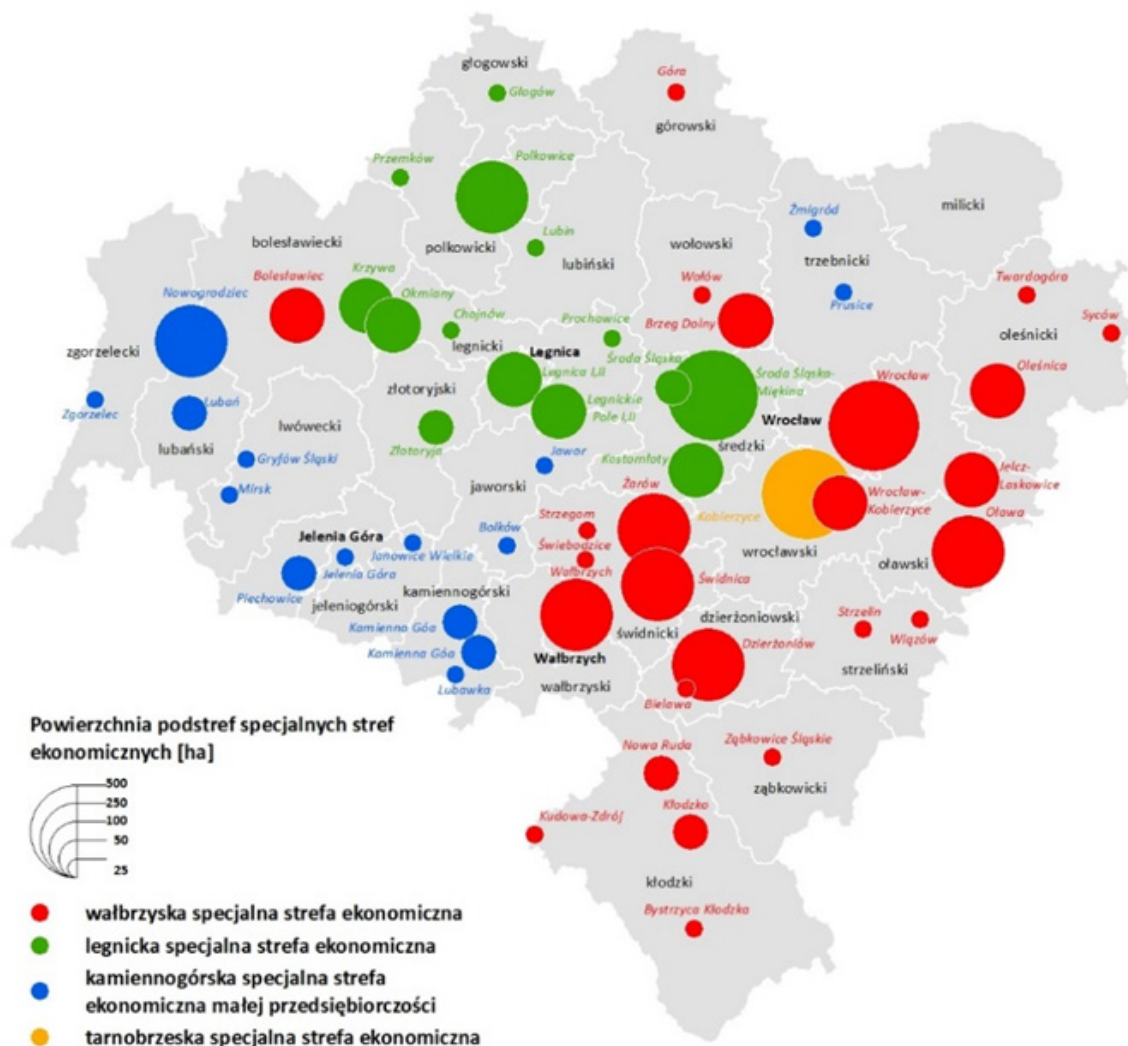 głogowski
Głogów
Góra
górowski
Przemków
Polkowice
milicki
Żmigród
bolesławiecki
polkowicki
Lubin
lubiński
wołowski
trzebnicki
Nowogrodziec
Bolesławiec
Krzywa
Okmiany
Wołów
Prusice
Twardogóra
Syców
zgorzelecki
Chojnów
legnicki
Prochowice
Brzeg Dolny
oleśnicki
Legnica
Legnica I,II
Środa Śląska
Środa Śląska-
Miękina
Wrocław
Oleśnica
Zgorzelec
Lubań
lubański
lwówecki
złotoryjski
Złotoryja
Legnickie
Pole I,II
Wrocław
średzki
Gryfów Śląski
Mirsk
Jawor
jaworski
Kostomłoty
Żarów
Jelcz-
Laskowice
Wrocław-
Kobierzyce
Kobierzyce
Oława
Strzegom
Bolków
Jelenia Góra
Janowice Wielkie
Świebodzice
wrocławski
oławski
Wałbrzych
Piechowice
Jelenia Góra
jeleniogórski
kamiennogórski
Świdnica
Kamienna Góa
świdnicki
dzierżoniowski
Strzelin
Wiązów
Kamienna Góa
Wałbrzych
Dzierżoniów
strzeliński
Lubawka
wałbrzyski
Bielawa
Powierzchnia podstref specjalnych stref
ekonomicznych [ha]
500
250
100
50
25
Nowa Ruda
Ząbkowice Śląskie
ząbkowicki
Kudowa-Zdrój
Kłodzko
kłodzki
Bystrzyca Kłodzka
wałbrzyska specjalna strefa ekonomiczna
legnicka specjalna strefa ekonomiczna
kamiennogórska specjalna strefa
ekonomiczna małej przedsiębiorczości
tarnobrzeska specjalna strefa ekonomiczna